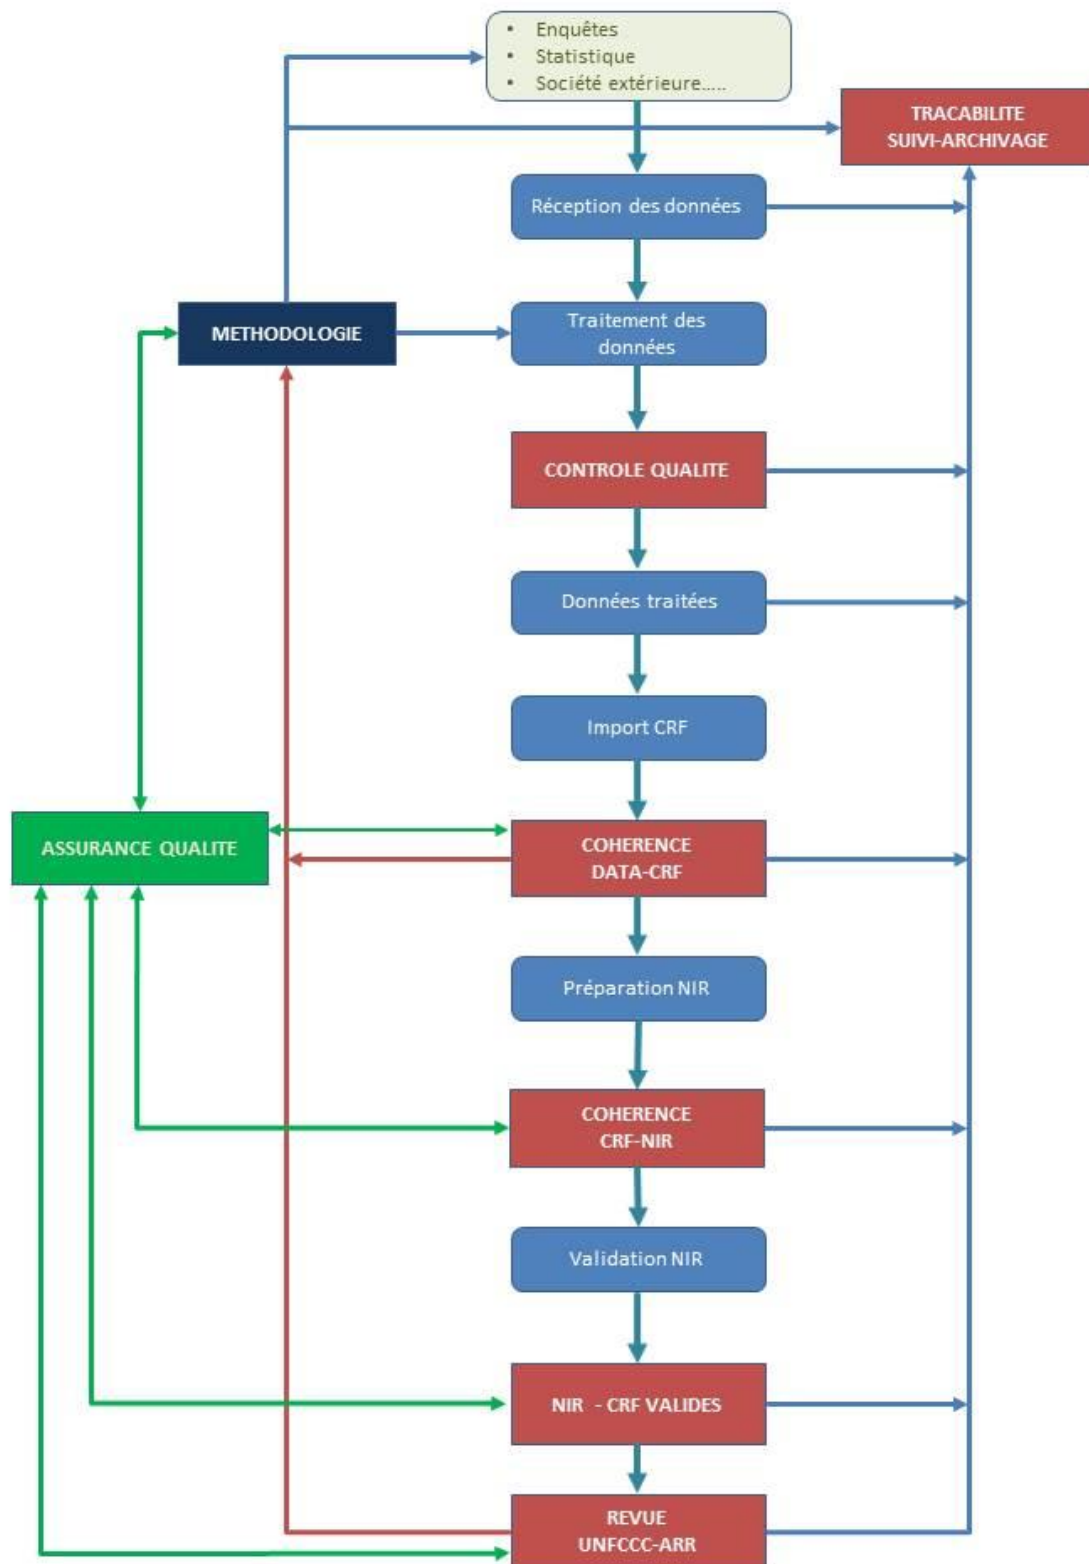 • Enquêtes
• Statistique
• Société extérieure.....
TRACABILITE
SUIVI-ARCHIVAGE
Réception des données
METHODOLOGIE
Traitement des
données
CONTROLE QUALITE
Données traitées
Import CRF
ASSURANCE QUALITE
COHERENCE
DATA-CRF
Préparation NIR
COHERENCE
CRF-NIR
Validation NIR
NIR - CRF VALIDES
REVUE
UNFCCC-ARR